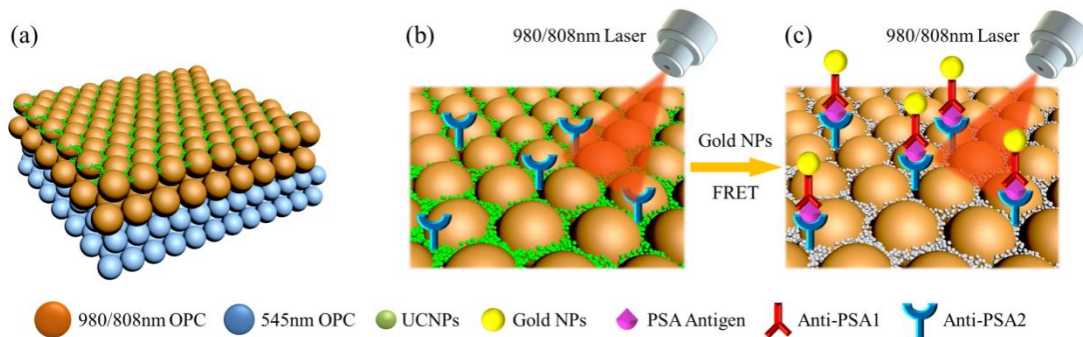 (a)
(b)
980/808nm Laser
Gold NPs
FRET
(c)
980/808nm Laser
980/808nm OPC
545nm OPC
UCNPs
Gold NPs
PSA Antigen
Anti-PSA1
Anti-PSA2